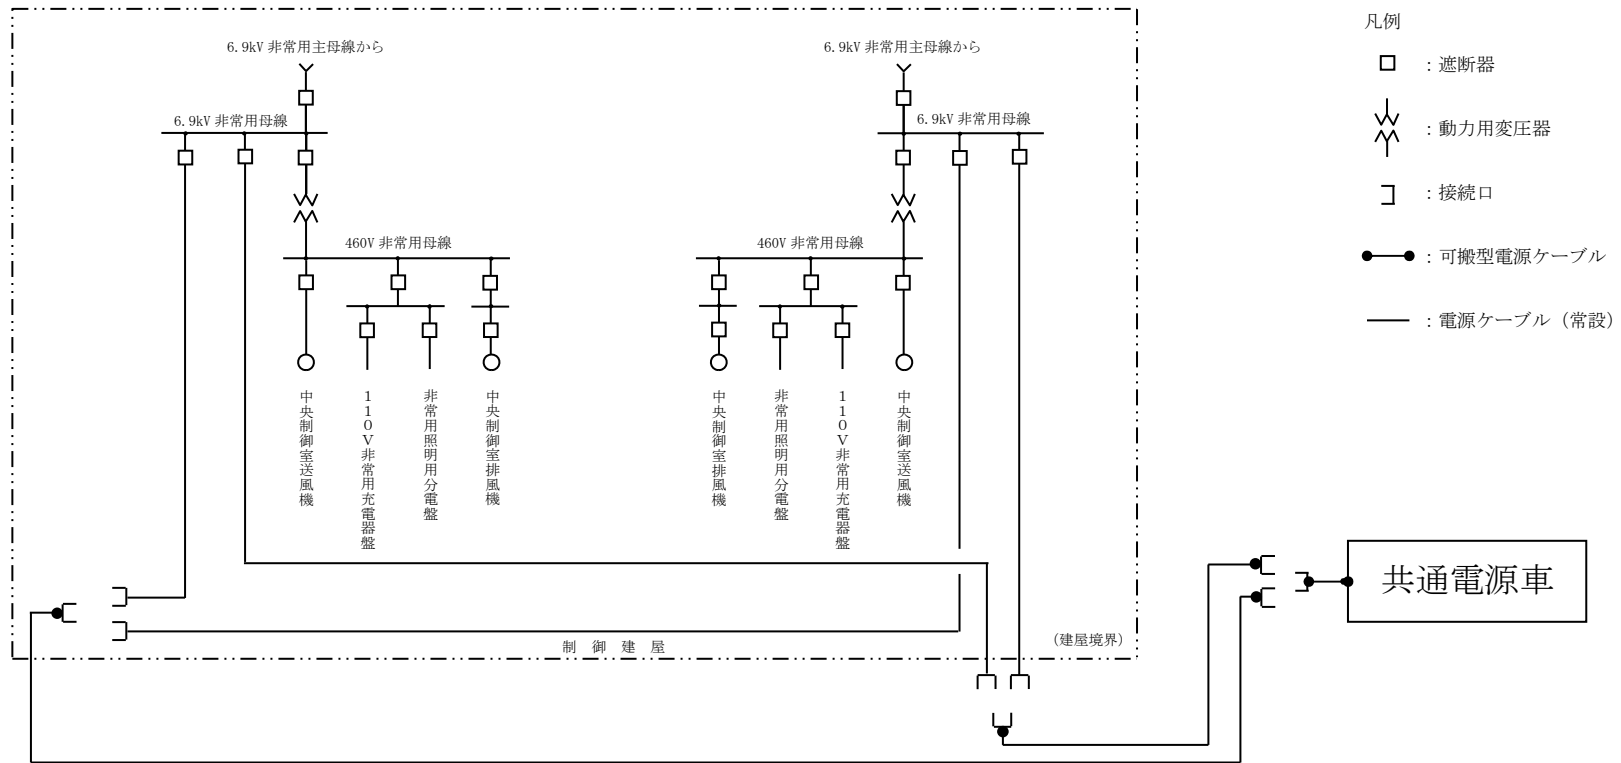 6.9kV 非常用主母線から
6.9kV 非常用主母線から
6.9kV 非常用母線
6.9kV 非常用母線
460V 非常用母線
460V 非常用母線
中央制御室送風機
110V非常用充電器盤
非常用照明用分電盤
中央制御室排風機
中央制御室排風機
非常用照明用分電盤
110V非常用充電器盤
中央制御室送風機
制御建屋
（建屋境界）
共通電源車
凡例
：遮断器
：動力用変圧器
：接続口
：可搬型電源ケーブル
：電源ケーブル（常設）